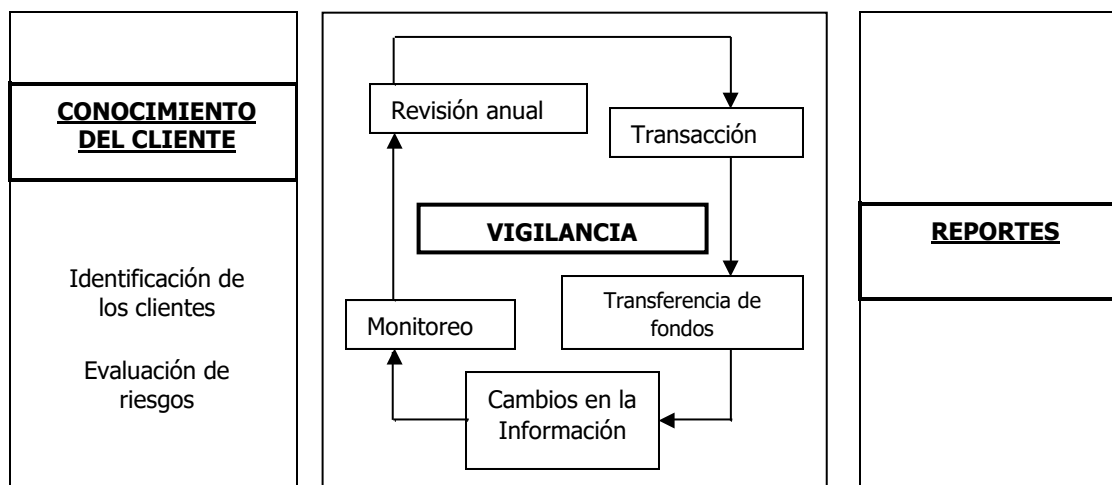 CONOCIMIENTO
DEL CLIENTE
Identificación de
los clientes
Evaluación de
riesgos
Revisión anual
Transacción
VIGILANCIA
Transferencia de
fondos
Monitoreo
Cambios en la
Información
REPORTES